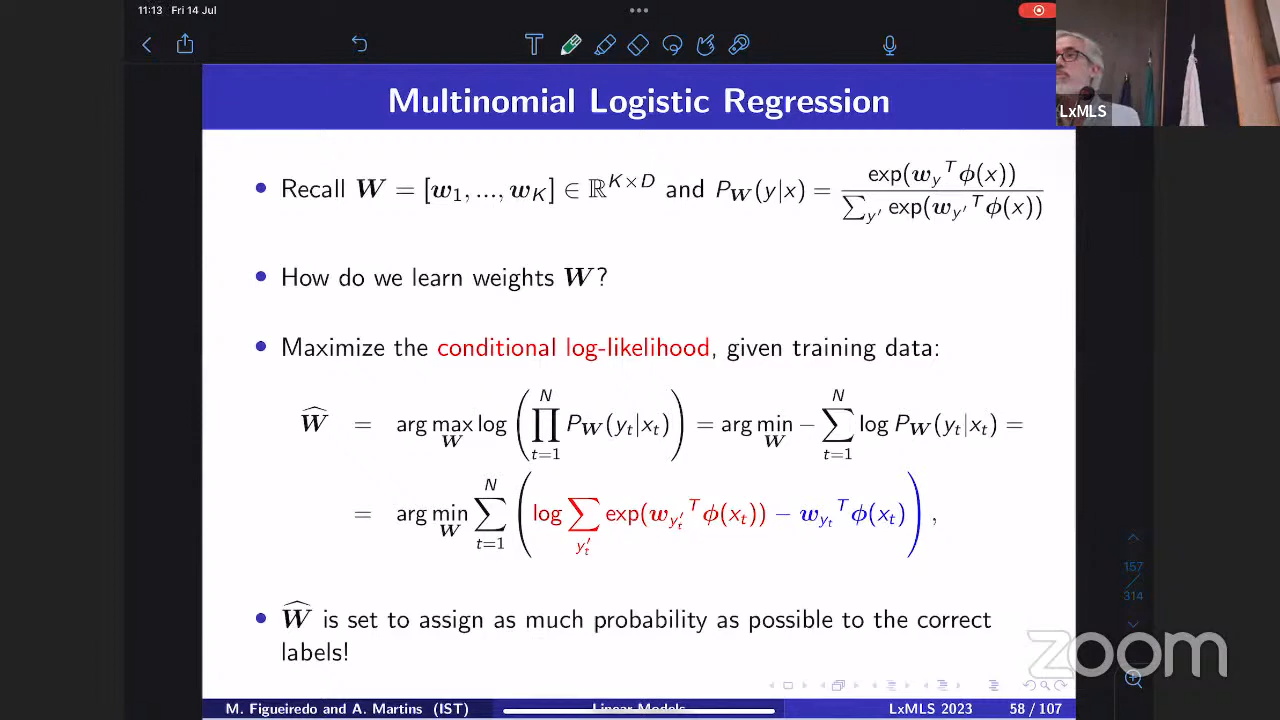 11:13 Fri 14 Jul
LxMLS
Multinomial Logistic Regression
• Recall W = [w₁, ..., w_K] ∈ ℝ^{K×D} and P_W(y|x) = exp(w_y^T φ(x)) / ∑_{y′} exp(w_{y′}^T φ(x))
• How do we learn weights W?
• Maximize the conditional log-likelihood, given training data:
Ŵ = arg max_W log (∏_{t=1}^{N} P_W(y_t|x_t)) = arg min_W − ∑_{t=1}^{N} log P_W(y_t|x_t) =
= arg min_W ∑_{t=1}^{N} (log ∑_{y′_t} exp(w_{y′_t}^T φ(x_t)) − w_{y_t}^T φ(x_t)) ,
• Ŵ is set to assign as much probability as possible to the correct
labels!
157
314
zoom
M. Figueiredo and A. Martins (IST) Linear Models LxMLS 2023 58 / 107